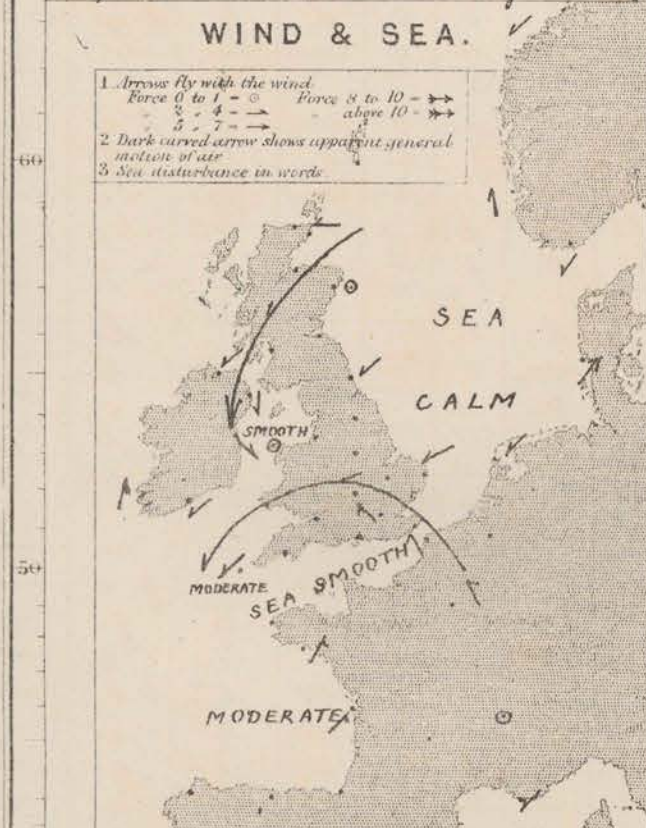 WIND & SEA.
1 Arrows fly with the wind
Force 0 to 1 = ⊙ Force 8 to 10 =
" 2 " 4 = " above 10 =
" 5 " 7 =
2 Dark curved arrow shows apparent general
motion of air
3 Sea disturbance in words.
60
SEA
CALM
SMOOTH
50
SEA SMOOTH
MODERATE
MODERATE